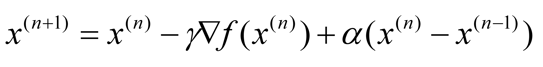 x^{(n+1)} = x^{(n)} − γ∇f(x^{(n)}) + α(x^{(n)} − x^{(n−1)})